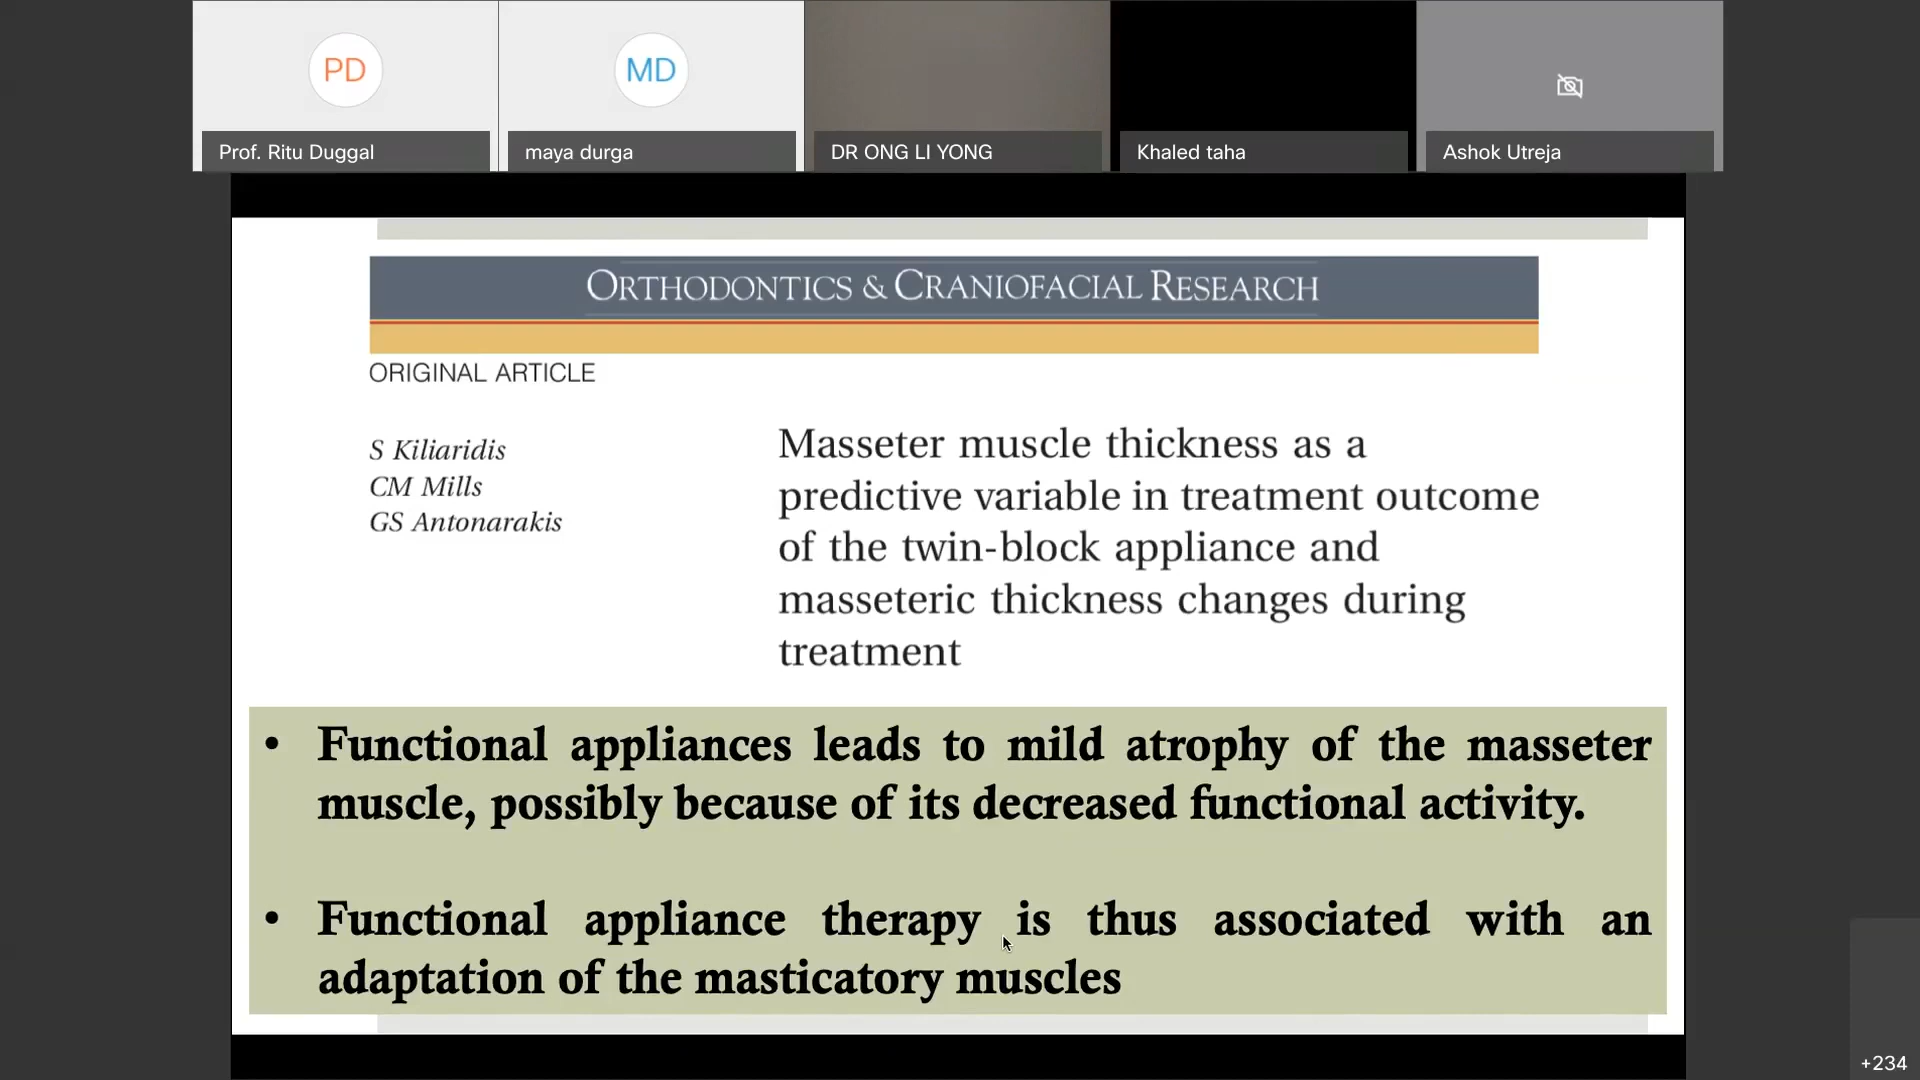 PD
MD
Prof. Ritu Duggal
maya durga
DR ONG LI YONG
Khaled taha
Ashok Utreja
ORTHODONTICS & CRANIOFACIAL RESEARCH
ORIGINAL ARTICLE
S Kiliaridis
CM Mills
GS Antonarakis
Masseter muscle thickness as a
predictive variable in treatment outcome
of the twin-block appliance and
masseteric thickness changes during
treatment
• Functional appliances leads to mild atrophy of the masseter
muscle, possibly because of its decreased functional activity.
• Functional appliance therapy is thus associated with an
adaptation of the masticatory muscles
+234